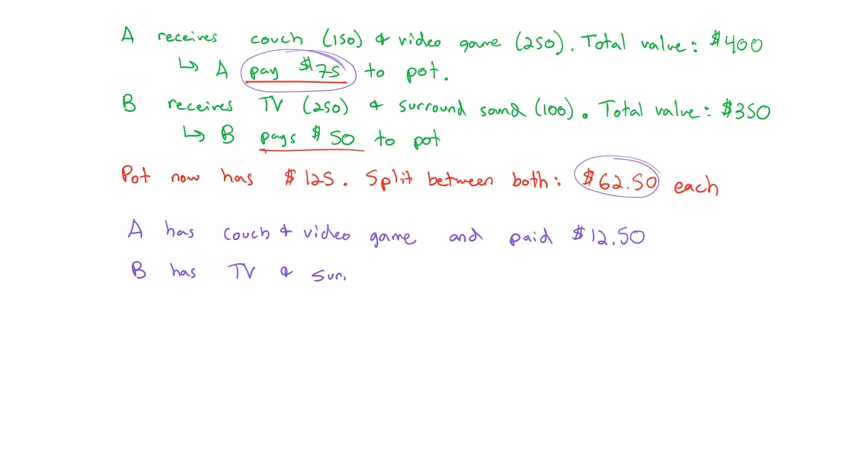 A receives couch (150) & video game (250). Total value: $400
↳ A pay $75 to pot.
B receives TV (250) & surround sound (100). Total value: $350
↳ B pays $50 to pot
Pot now has $125. Split between both: $62.50 each
A has couch & video game and paid $12.50
B has TV & sur